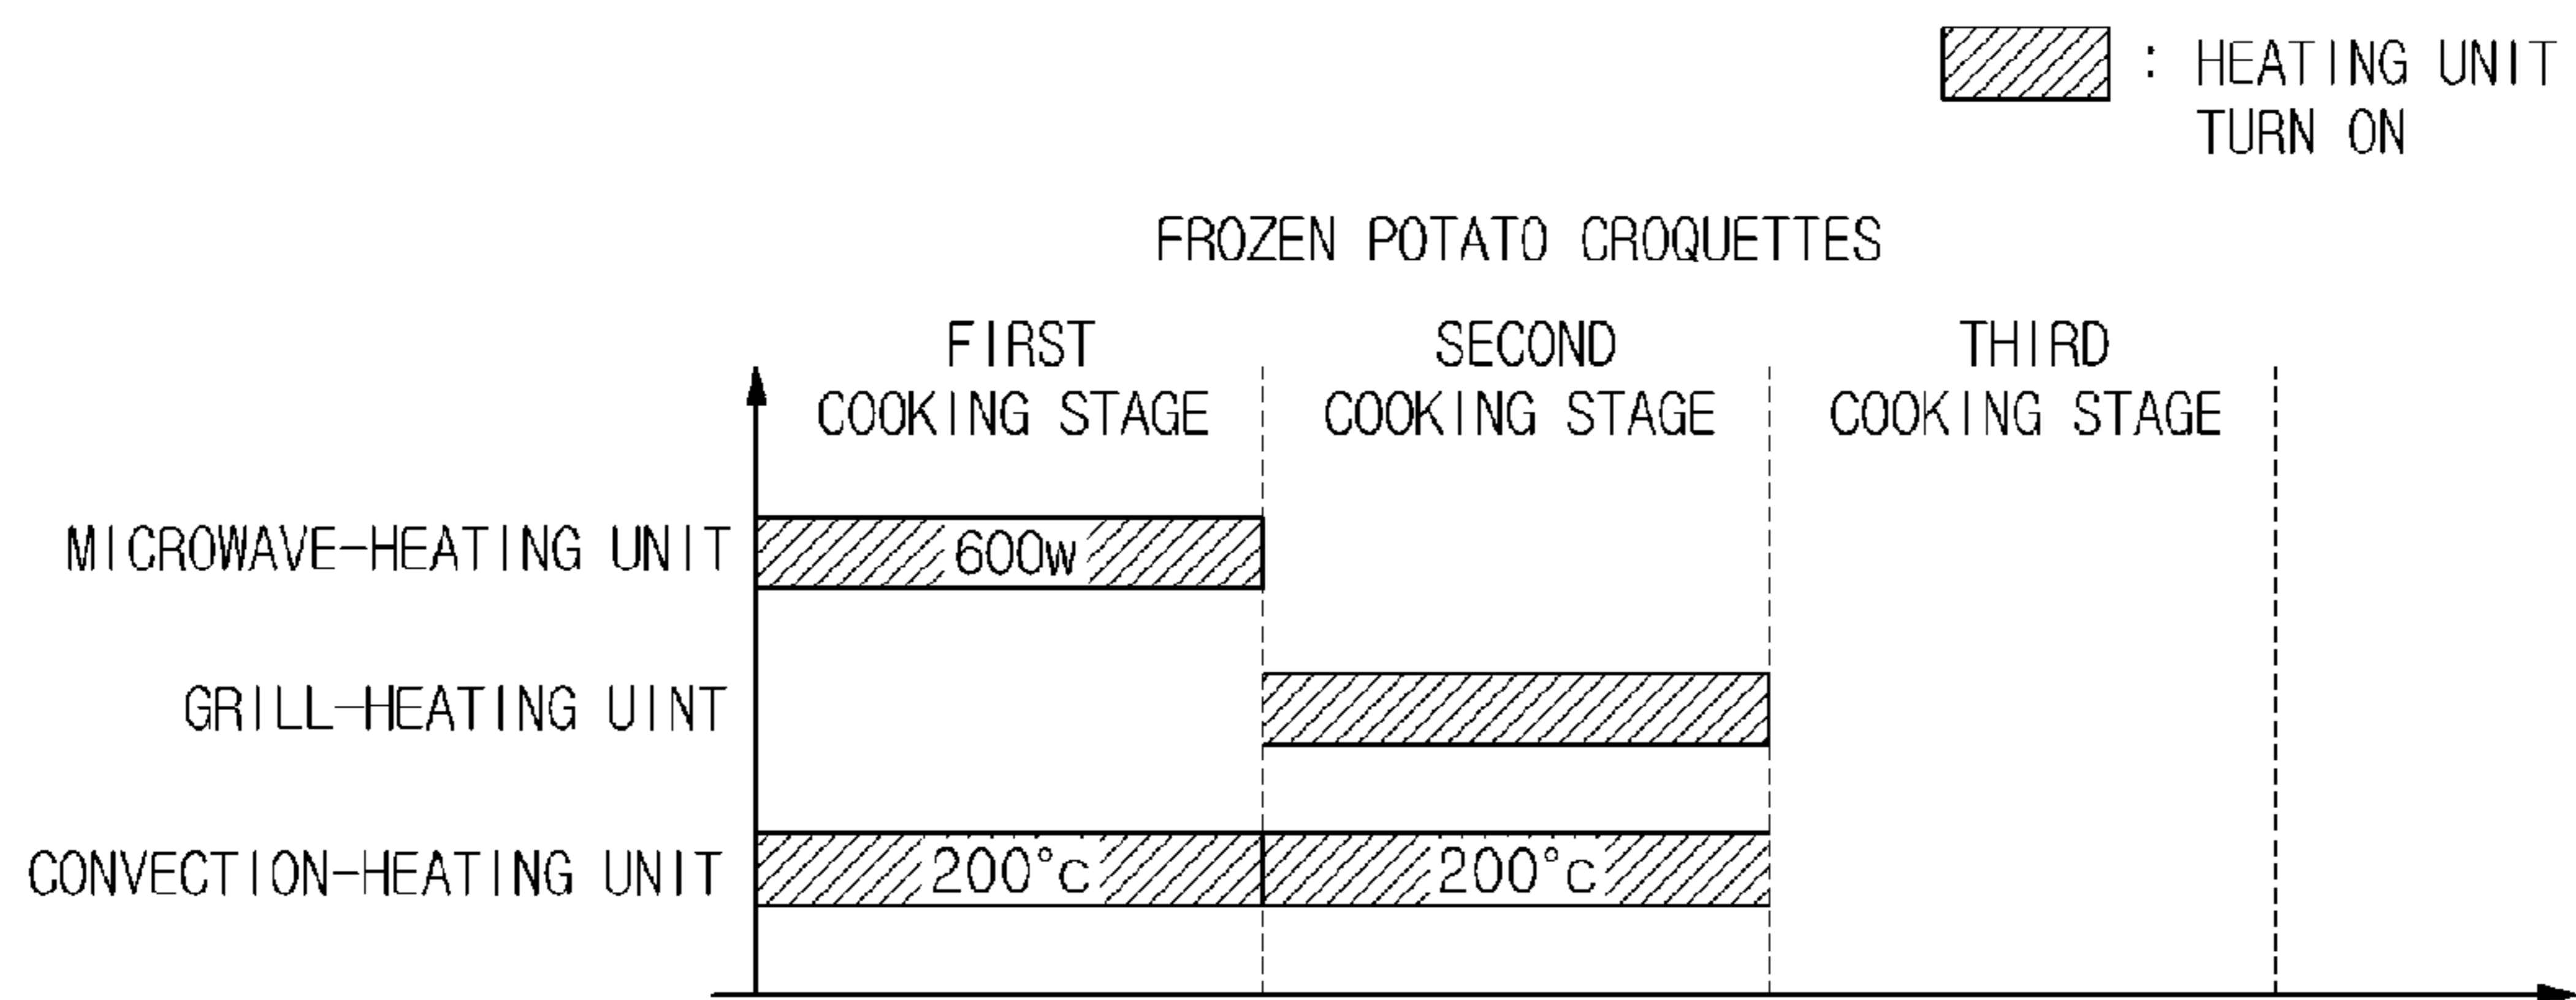 : HEATING UNIT
TURN ON
FROZEN POTATO CROQUETTES
FIRST
COOKING STAGE
SECOND
COOKING STAGE
THIRD
COOKING STAGE
MICROWAVE-HEATING UNIT
600w
GRILL-HEATING UINT
CONVECTION-HEATING UNIT
200°c
200°c